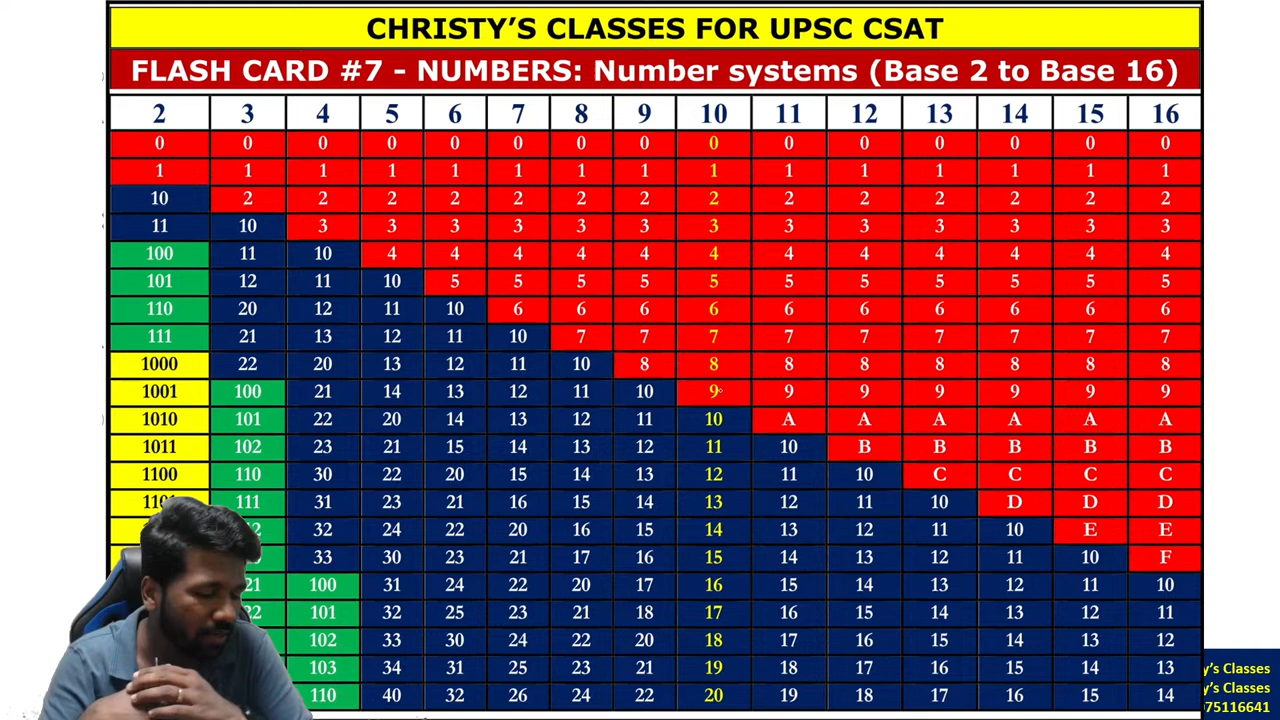 CHRISTY'S CLASSES FOR UPSC CSAT
FLASH CARD #7 - NUMBERS: Number systems (Base 2 to Base 16)
2 3 4 5 6 7 8 9 10 11 12 13 14 15 16
0 0 0 0 0 0 0 0 0 0 0 0 0 0 0
1 1 1 1 1 1 1 1 1 1 1 1 1 1 1
10 2 2 2 2 2 2 2 2 2 2 2 2 2 2
11 10 3 3 3 3 3 3 3 3 3 3 3 3 3
100 11 10 4 4 4 4 4 4 4 4 4 4 4 4
101 12 11 10 5 5 5 5 5 5 5 5 5 5 5
110 20 12 11 10 6 6 6 6 6 6 6 6 6 6
111 21 13 12 11 10 7 7 7 7 7 7 7 7 7
1000 22 20 13 12 11 10 8 8 8 8 8 8 8 8
1001 100 21 14 13 12 11 10 9 9 9 9 9 9 9
1010 101 22 20 14 13 12 11 10 A A A A A A
1011 102 23 21 15 14 13 12 11 10 B B B B B
1100 110 30 22 20 15 14 13 12 11 10 C C C C
111 31 23 21 16 15 14 13 12 11 10 D D D
32 24 22 20 16 15 14 13 12 11 10 E E
33 30 23 21 17 16 15 14 13 12 11 10 F
100 31 24 22 20 17 16 15 14 13 12 11 10
101 32 25 23 21 18 17 16 15 14 13 12 11
102 33 30 24 22 20 18 17 16 15 14 13 12
103 34 31 25 23 21 19 18 17 16 15 14 13
110 40 32 26 24 22 20 19 18 17 16 15 14
y's Classes
y's Classes
975116641